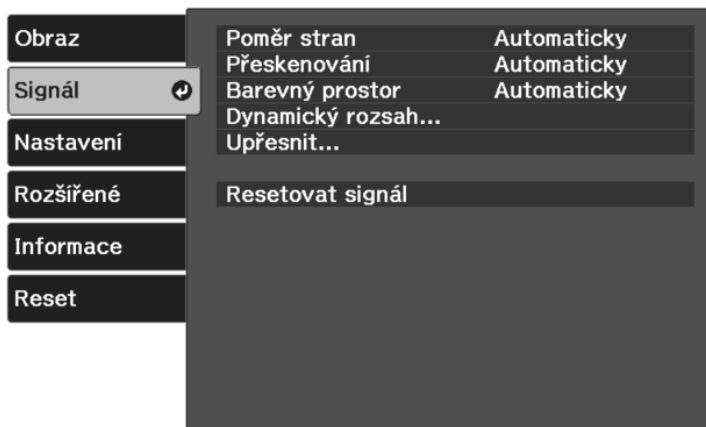 Obraz
Signál
Nastavení
Rozšířené
Informace
Reset
Poměr stran Automaticky
Přeskenování Automaticky
Barevný prostor Automaticky
Dynamický rozsah...
Upřesnit...
Resetovat signál